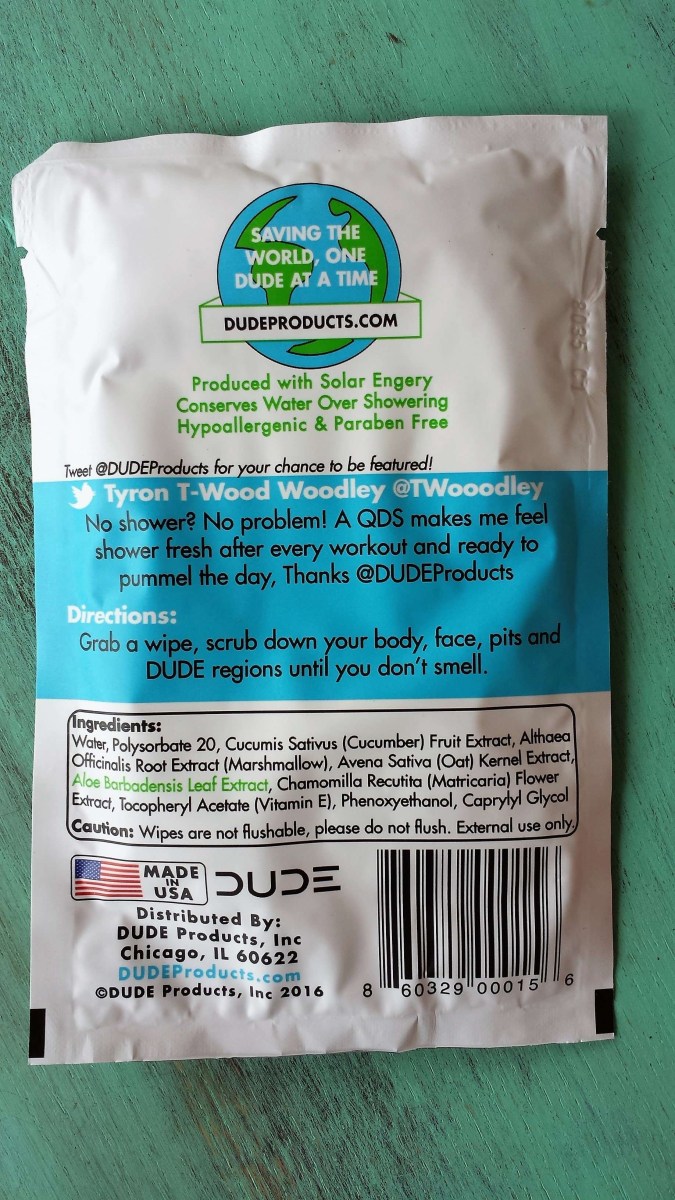 SAVING THE
WORLD, ONE
DUDE AT A TIME
DUDEPRODUCTS.COM
Produced with Solar Engery
Conserves Water Over Showering
Hypoallergenic & Paraben Free
Tweet @DUDEProducts for your chance to be featured!
Tyron T-Wood Woodley @TWooodley
No shower? No problem! A QDS makes me feel
shower fresh after every workout and ready to
pummel the day, Thanks @DUDEProducts
Directions:
Grab a wipe, scrub down your body, face, pits and
DUDE regions until you don't smell.
Ingredients:
Water, Polysorbate 20, Cucumis Sativus (Cucumber) Fruit Extract, Althaea
Officinalis Root Extract (Marshmallow), Avena Sativa (Oat) Kernel Extract,
Aloe Barbadensis Leaf Extract, Chamomilla Recutita (Matricaria) Flower
Extract, Tocopheryl Acetate (Vitamin E), Phenoxyethanol, Caprylyl Glycol
Caution: Wipes are not flushable, please do not flush. External use only.
MADE
IN
USA
DUDE
Distributed By:
DUDE Products, Inc
Chicago, IL 60622
DUDEProducts.com
©DUDE Products, Inc 2016
8 60329 00015 6